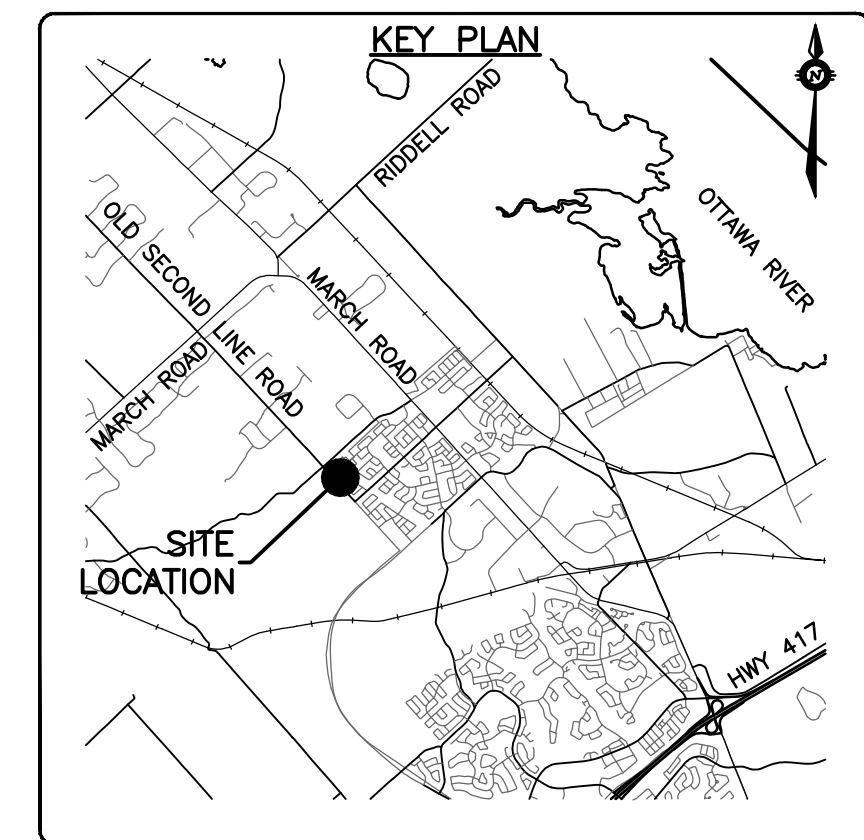 KEY PLAN
N
RIDDELL ROAD
OTTAWA RIVER
OLD SECOND LINE ROAD
MARCH ROAD
MARCH ROAD
SITE
LOCATION
HWY 417